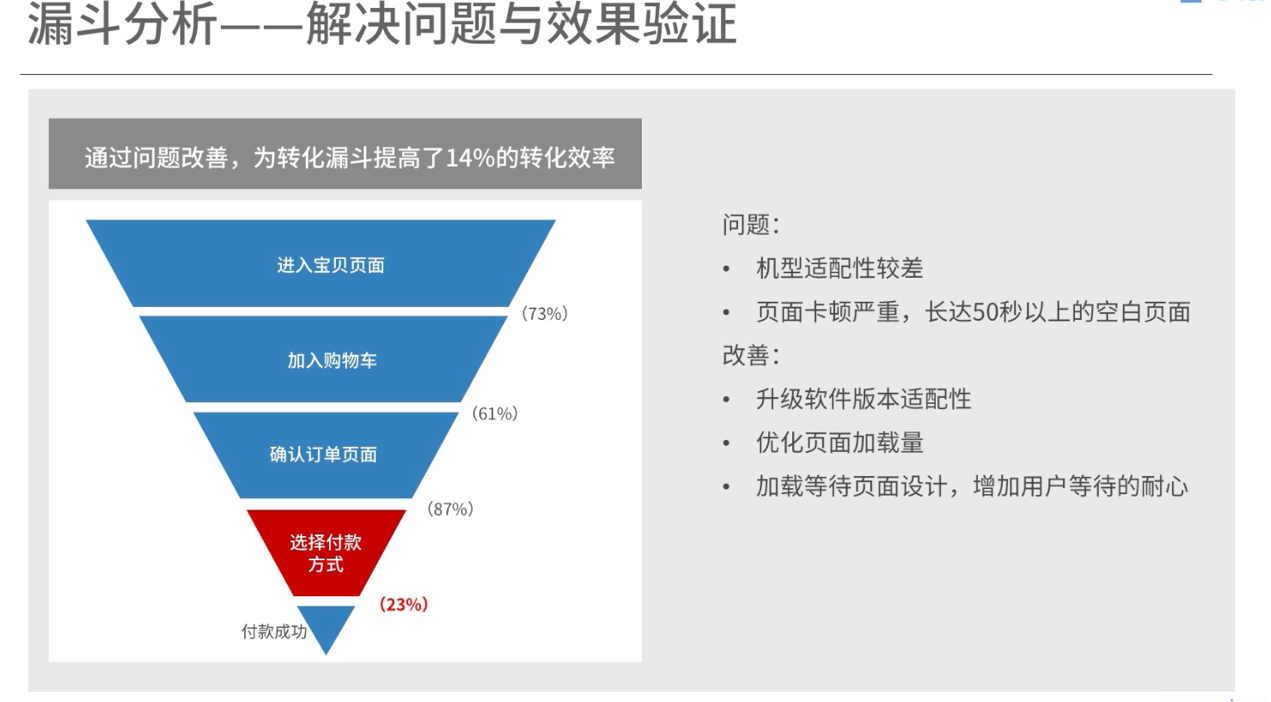 漏斗分析——解决问题与效果验证
通过问题改善，为转化漏斗提高了14%的转化效率
进入宝贝页面
（73%）
加入购物车
（61%）
确认订单页面
（87%）
选择付款
方式
（23%）
付款成功
问题：
• 机型适配性较差
• 页面卡顿严重，长达50秒以上的空白页面
改善：
• 升级软件版本适配性
• 优化页面加载量
• 加载等待页面设计，增加用户等待的耐心